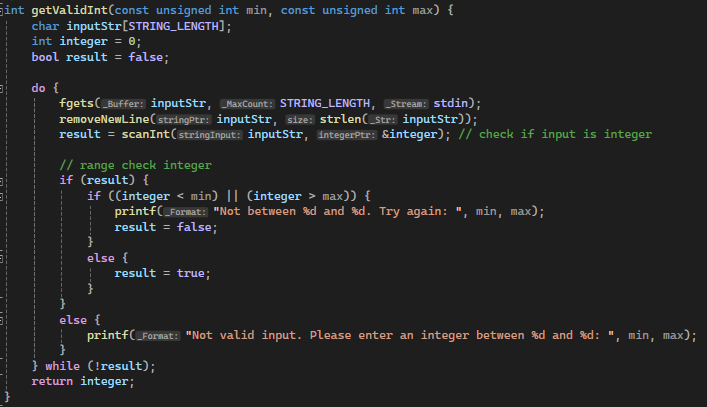 int getValidInt(const unsigned int min, const unsigned int max) {
    char inputStr[STRING_LENGTH];
    int integer = 0;
    bool result = false;

    do {
        fgets(_Buffer: inputStr, _MaxCount: STRING_LENGTH, _Stream: stdin);
        removeNewLine(stringPtr: inputStr, size: strlen(_Str: inputStr));
        result = scanInt(stringInput: inputStr, integerPtr: &integer); // check if input is integer

        // range check integer
        if (result) {
            if ((integer < min) || (integer > max)) {
                printf(_Format: "Not between %d and %d. Try again: ", min, max);
                result = false;
            }
            else {
                result = true;
            }
        }
        else {
            printf(_Format: "Not valid input. Please enter an integer between %d and %d: ", min, max);
        }
    } while (!result);
    return integer;
}